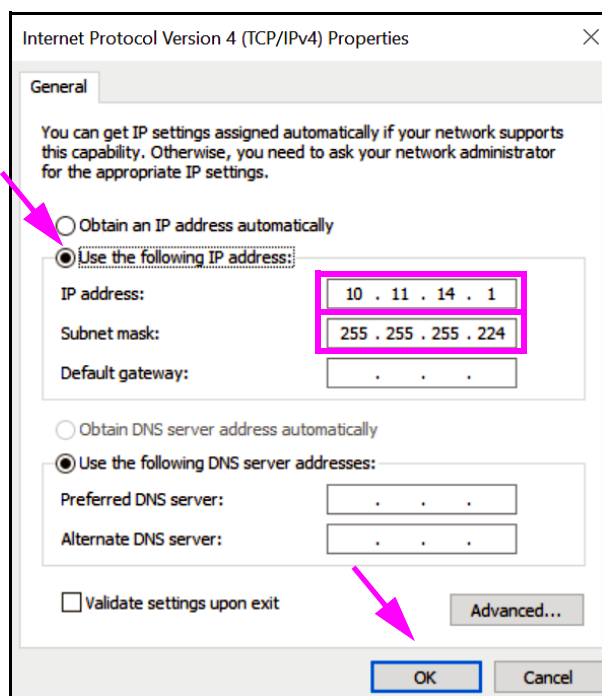 Internet Protocol Version 4 (TCP/IPv4) Properties
General
You can get IP settings assigned automatically if your network supports
this capability. Otherwise, you need to ask your network administrator
for the appropriate IP settings.
Obtain an IP address automatically
Use the following IP address:
IP address: 10 . 11 . 14 . 1
Subnet mask: 255 . 255 . 255 . 224
Default gateway: . . .
Obtain DNS server address automatically
Use the following DNS server addresses:
Preferred DNS server: . . .
Alternate DNS server: . . .
Validate settings upon exit
Advanced...
OK Cancel